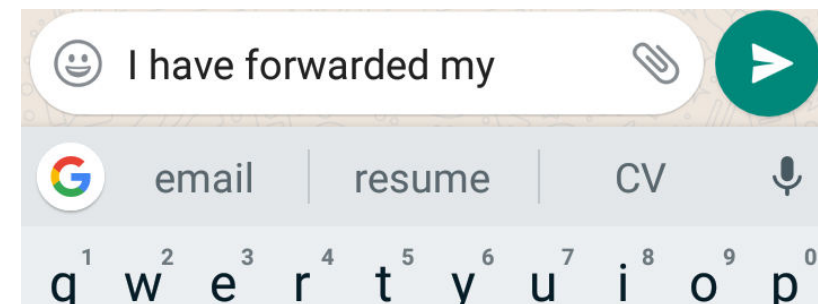 I have forwarded my
G email resume CV
1 2 3 4 5 6 7 8 9 0
q w e r t y u i o p